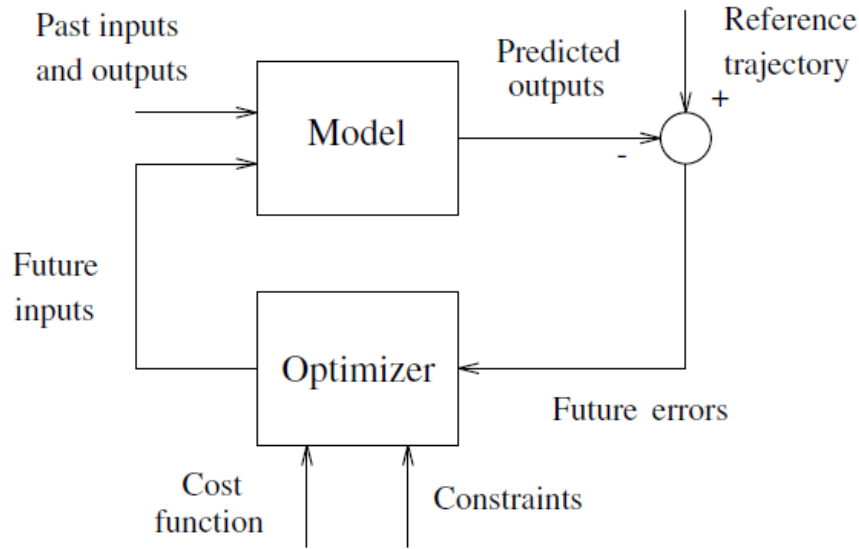 Past inputs
and outputs
Model
Predicted
outputs
Reference
trajectory
+
-
Future
inputs
Optimizer
Future errors
Cost
function
Constraints